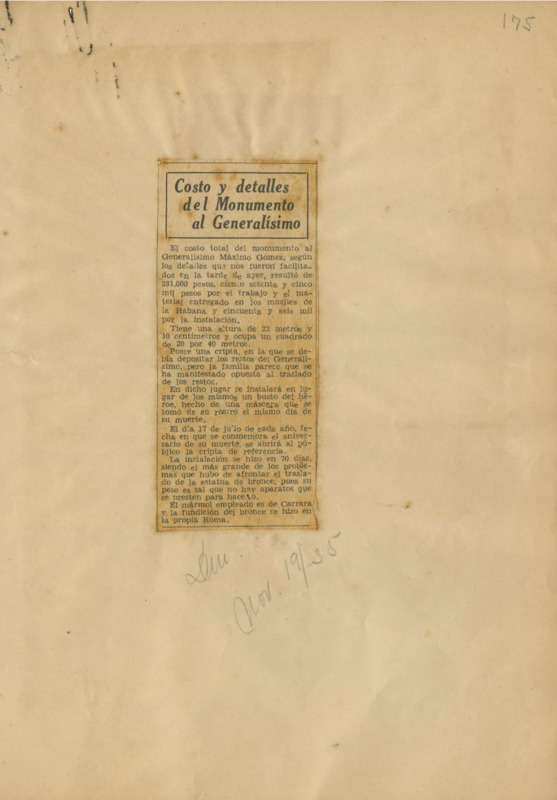 175
Costo y detalles
del Monumento
al Generalísimo
El costo total del monumento al
Generalísimo Máximo Gómez, según
los detalles que nos fueron facilita-
dos en la tarde de ayer, resultó de
231,000 pesos, ciento setenta y cinco
mil pesos por el trabajo y el ma-
terial entregado en los muelles de
la Habana y cincuenta y seis mil
por la instalación.
Tiene una altura de 22 metros y
10 centímetros y ocupa un cuadrado
de 20 por 40 metros.
Posee una cripta, en la que se de-
bía depositar los restos del Generalí-
simo, pero la familia parece que se
ha manifestado opuesta al traslado
de los restos.
En dicho lugar se instalará en lu-
gar de los mismos un busto del hé-
roe, hecho de una máscara que se
tomó de su rostro el mismo día de
su muerte.
El día 17 de julio de cada año, fe-
cha en que se conmemora el aniver-
sario de su muerte, se abrirá al pú-
blico la cripta de referencia.
La instalación se hizo en 70 días,
siendo el más grande de los proble-
mas que hubo de afrontar el trasla-
do de la estatua de bronce, pues su
peso es tal que no hay aparatos que
se presten para hacerlo.
El mármol empleado es de Carrara
y la fundición del bronce se hizo en
la propia Roma.
Nov. 19/35